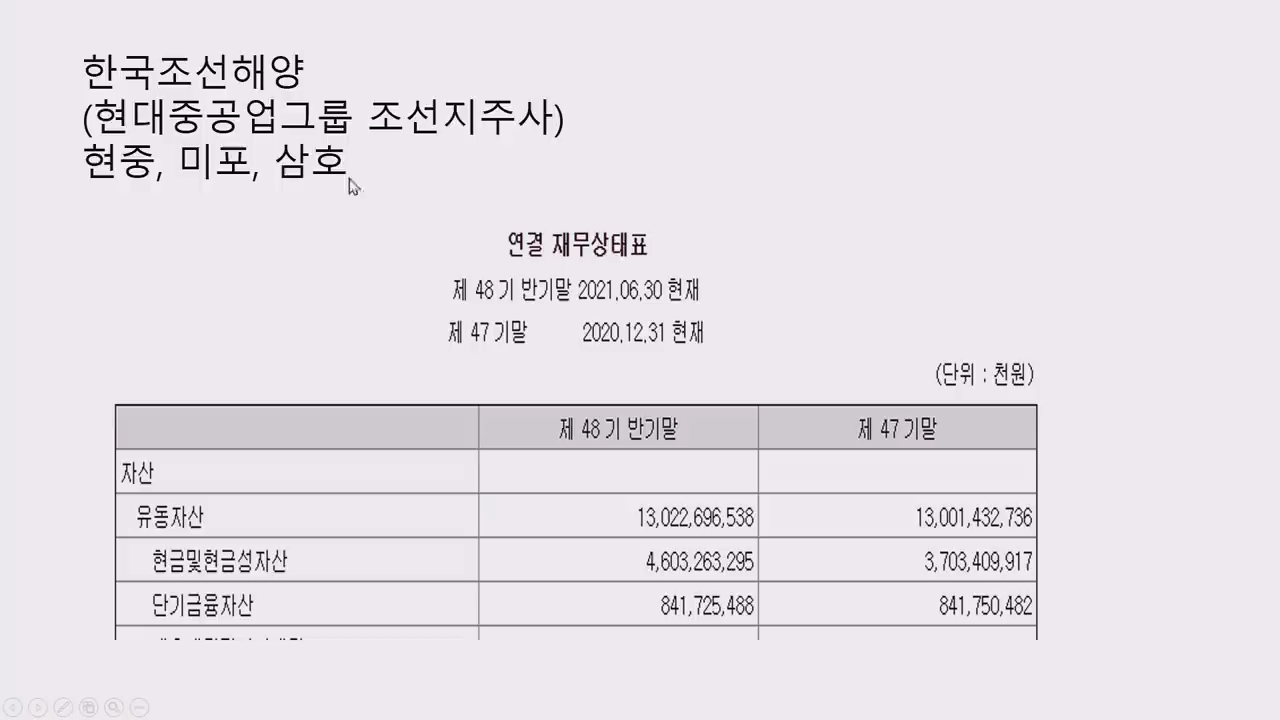 한국조선해양
(현대중공업그룹 조선지주사)
현중, 미포, 삼호
연결 재무상태표
제 48 기 반기말 2021.06.30 현재
제 47 기말 2020.12.31 현재
(단위 : 천원)
제 48 기 반기말 제 47 기말
자산
유동자산 13,022,696,538 13,001,432,736
현금및현금성자산 4,603,263,295 3,703,409,917
단기금융자산 841,725,488 841,750,482